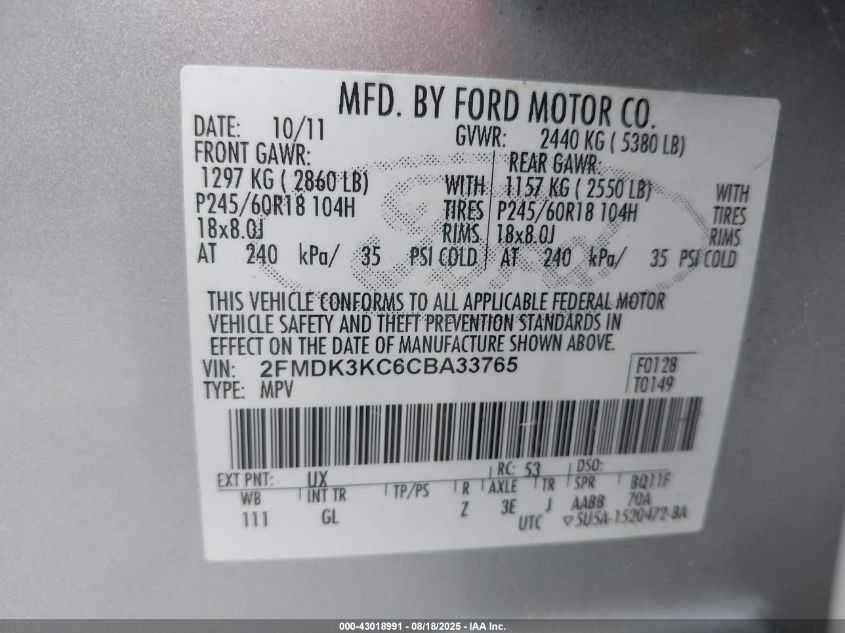 MFD. BY FORD MOTOR CO.
DATE: 10/11 GVWR: 2440 KG ( 5380 LB)
FRONT GAWR: REAR GAWR:
1297 KG ( 2860 LB) WITH 1157 KG ( 2550 LB) WITH
P245/60R18 104H TIRES P245/60R18 104H TIRES
18x8.0J RIMS 18x8.0J RIMS
AT 240 kPa/ 35 PSI COLD AT 240 kPa/ 35 PSI COLD
Ford
THIS VEHICLE CONFORMS TO ALL APPLICABLE FEDERAL MOTOR
VEHICLE SAFETY AND THEFT PREVENTION STANDARDS IN
EFFECT ON THE DATE OF MANUFACTURE SHOWN ABOVE.
VIN: 2FMDK3KC6CBA33765 F0128
TYPE: MPV T0149
EXT PNT: UX RC: 53 DSO:
WB INT TR TP/PS R AXLE TR SPR BQ11F
111 GL Z 3E J AABB 70A
UTC ▽5U5A-1520472-BA
000-43018991 - 08/18/2025 - IAA Inc.